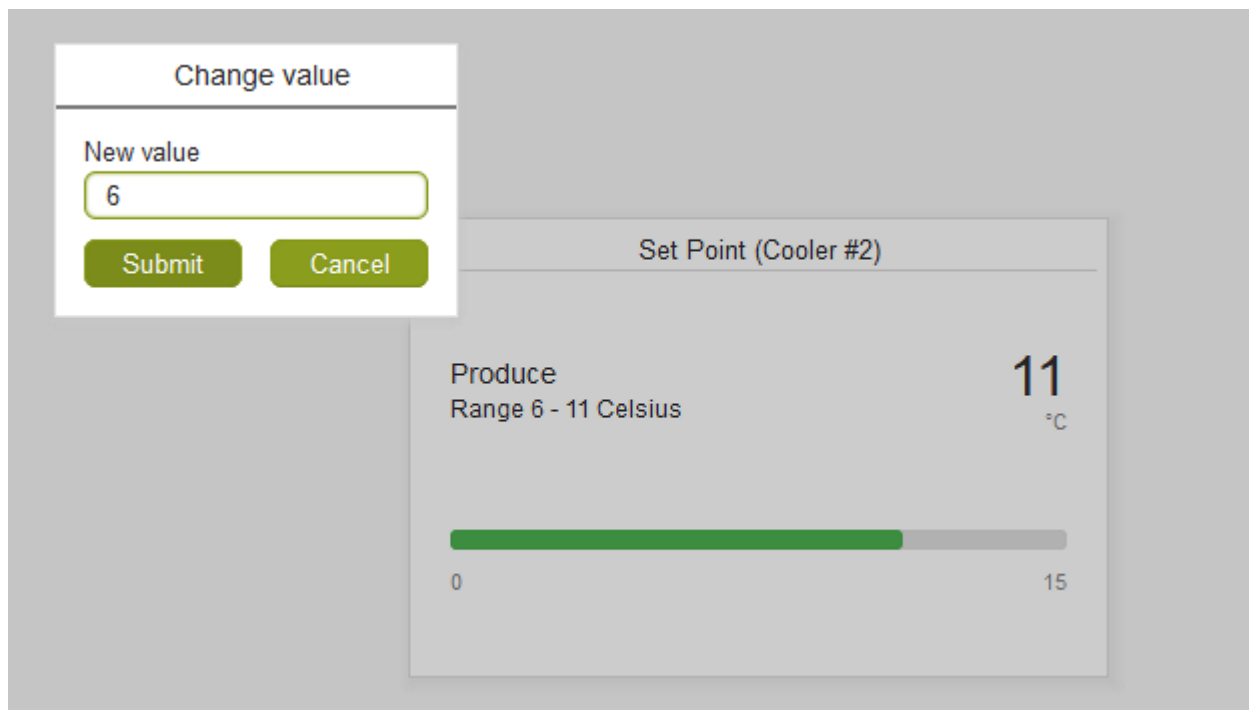 Change value
New value
6
Submit Cancel
Set Point (Cooler #2)
Produce
Range 6 - 11 Celsius
11
°C
0 15